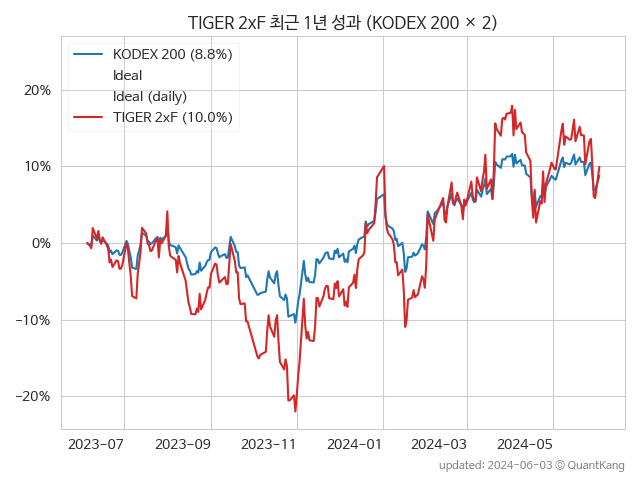 TIGER 2xF 최근 1년 성과 (KODEX 200 × 2)
KODEX 200 (8.8%)
Ideal
Ideal (daily)
TIGER 2xF (10.0%)
20%
10%
0%
−10%
−20%
2023-07 2023-09 2023-11 2024-01 2024-03 2024-05
updated: 2024-06-03 © QuantKang